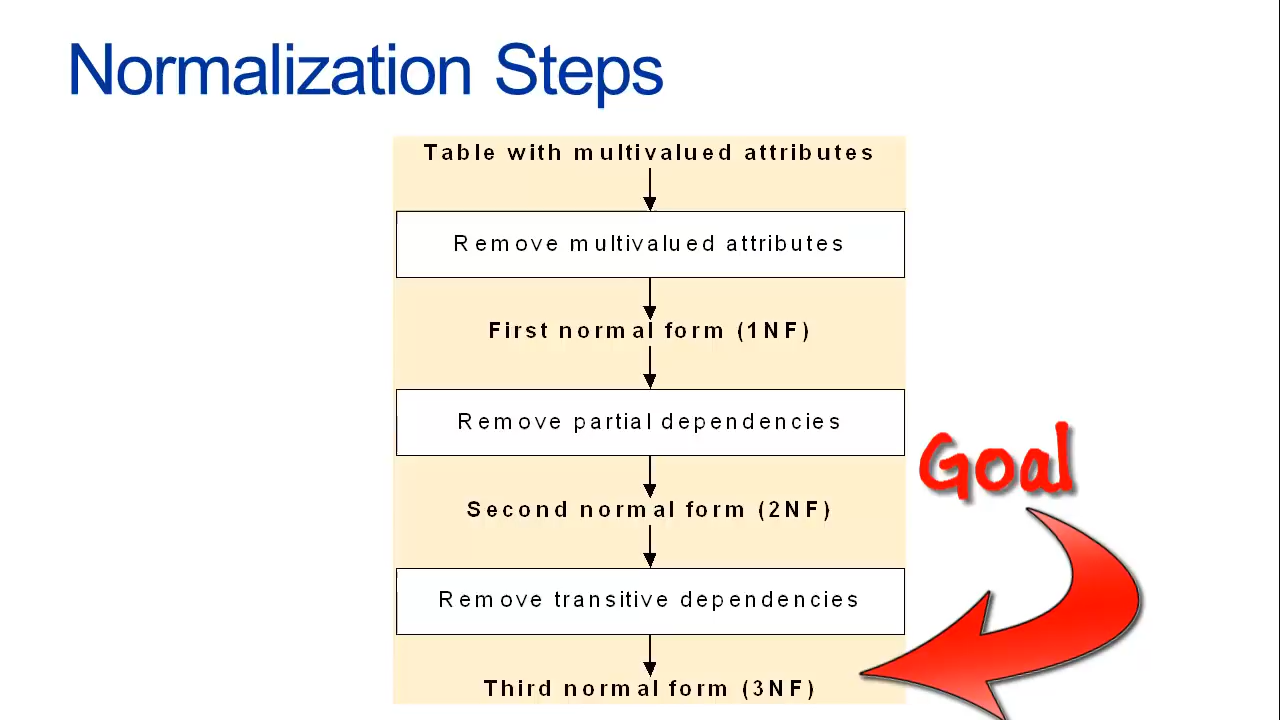 Normalization Steps
Table with multivalued attributes
Remove multivalued attributes
First normal form (1NF)
Remove partial dependencies
Goal
Second normal form (2NF)
Remove transitive dependencies
Third normal form (3NF)